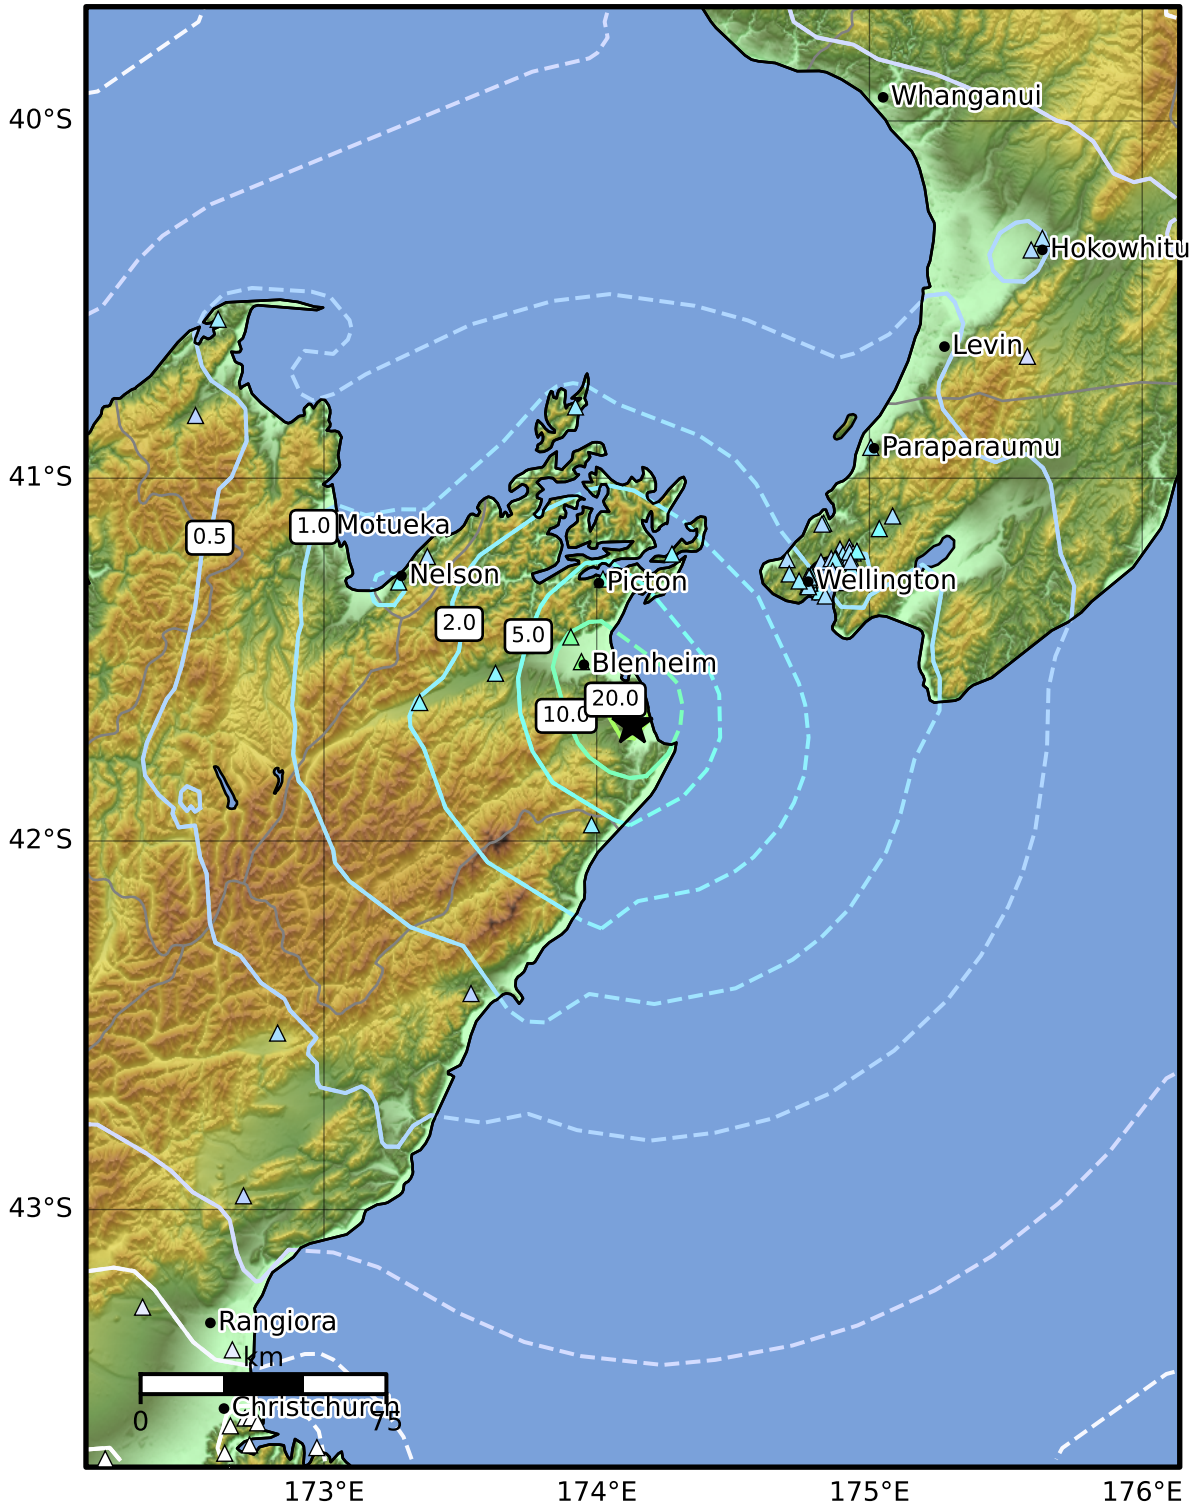 Whanganui
40°S
Hokowhitu
Levin
Paraparaumu
41°S
0.5
1.0
Motueka
Nelson
Picton
Wellington
2.0
5.0
Blenheim
20.0
10.0
42°S
43°S
Rangiora
km
Christchurch
0
75
173°E
174°E
175°E
176°E